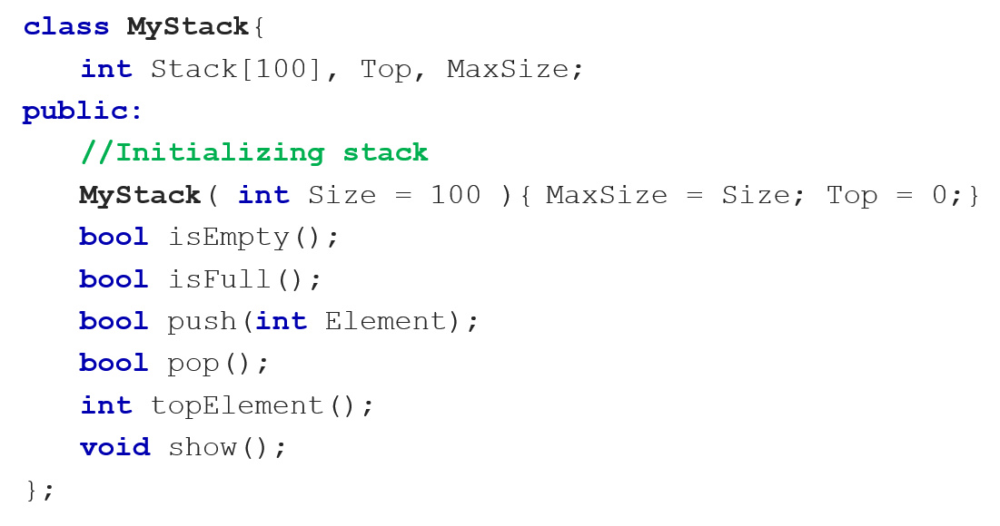 class MyStack{
int Stack[100], Top, MaxSize;
public:
//Initializing stack
MyStack( int Size = 100 ){ MaxSize = Size; Top = 0;}
bool isEmpty();
bool isFull();
bool push(int Element);
bool pop();
int topElement();
void show();
};